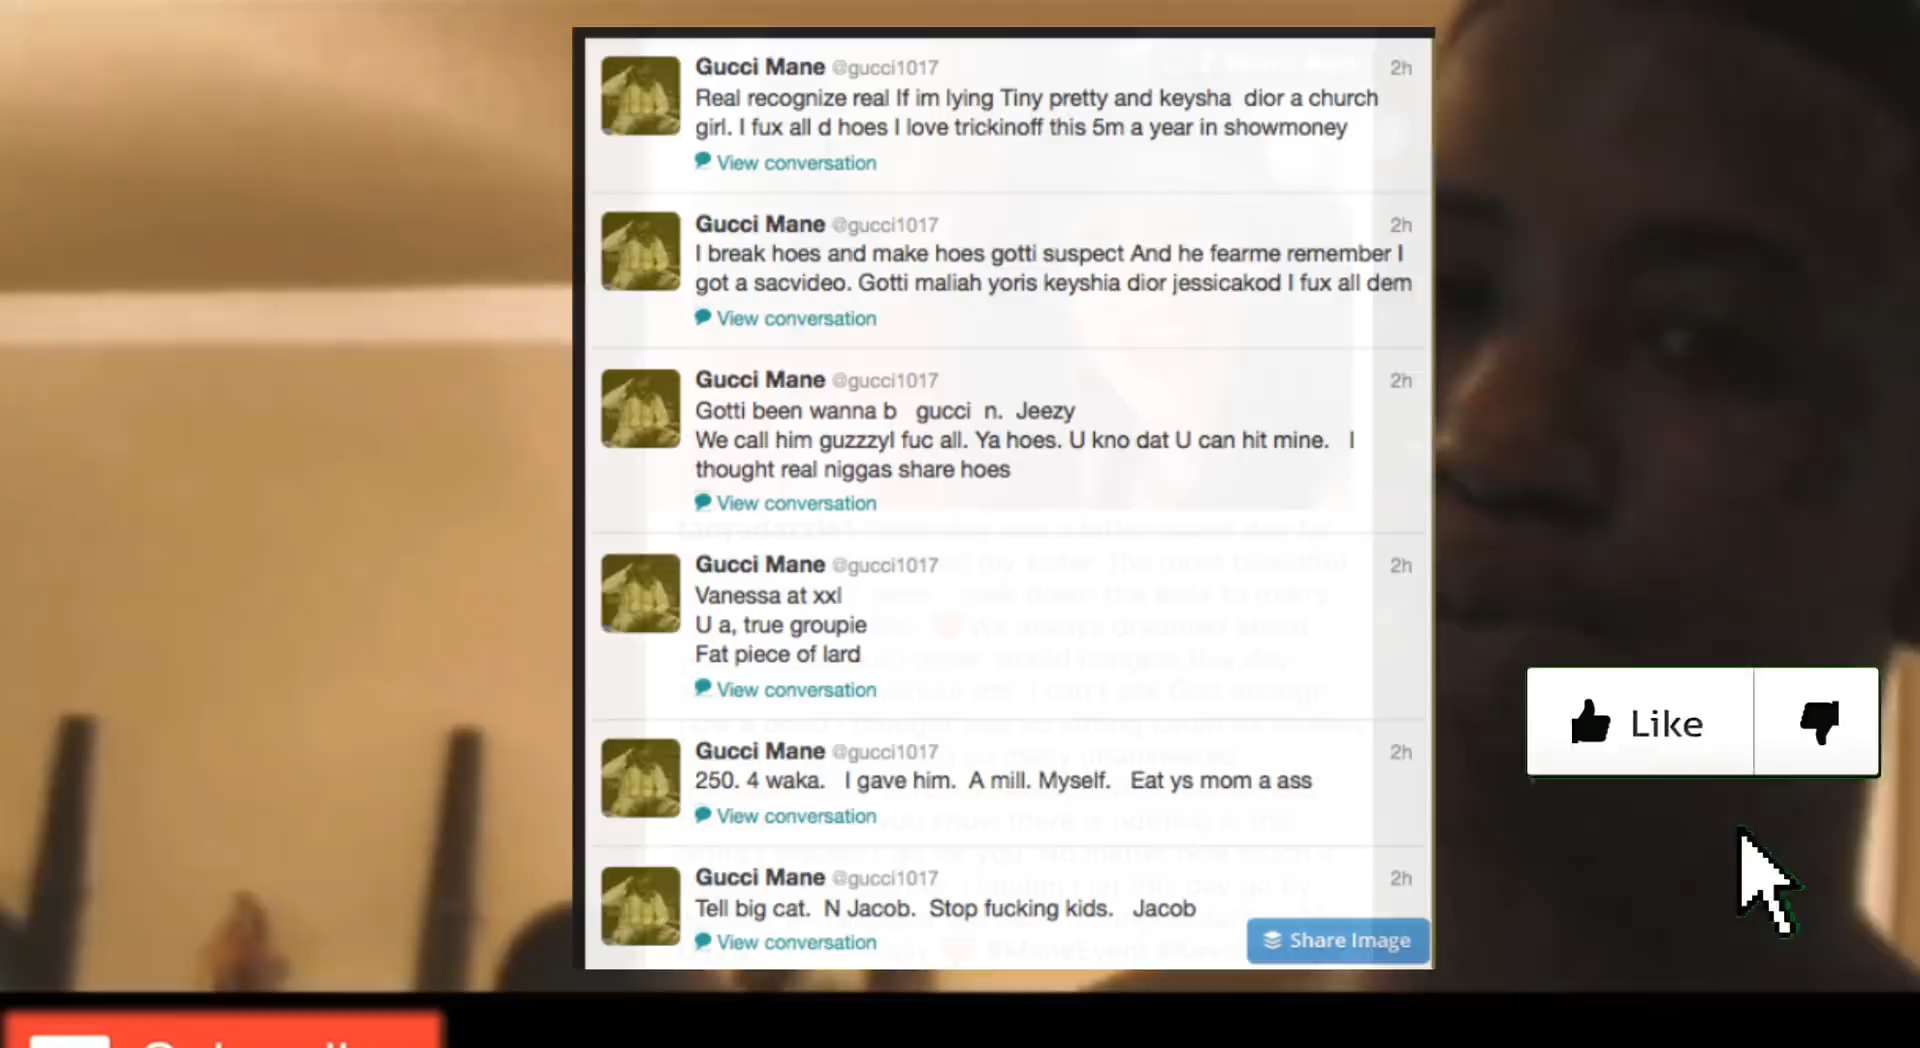 Gucci Mane @gucci1017 2h
Real recognize real If im lying Tiny pretty and keysha dior a church
girl. I fux all d hoes I love trickinoff this 5m a year in showmoney
View conversation
Gucci Mane @gucci1017 2h
I break hoes and make hoes gotti suspect And he fearme remember I
got a sacvideo. Gotti maliah yoris keyshia dior jessicakod I fux all dem
View conversation
Gucci Mane @gucci1017 2h
Gotti been wanna b gucci n. Jeezy
We call him guzzzyI fuc all. Ya hoes. U kno dat U can hit mine. I
thought real niggas share hoes
View conversation
Gucci Mane @gucci1017 2h
Vanessa at xxl
U a, true groupie
Fat piece of lard
View conversation
Gucci Mane @gucci1017 2h
250. 4 waka. I gave him. A mill. Myself. Eat ys mom a ass
View conversation
Gucci Mane @gucci1017 2h
Tell big cat. N Jacob. Stop fucking kids. Jacob
View conversation
Share Image
Like